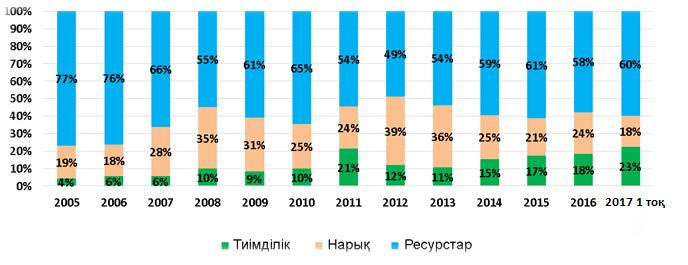 100%
90%
80%
70%
60%
50%
40%
30%
20%
10%
0%
77% 76% 66% 55% 61% 65% 54% 49% 54% 59% 61% 58% 60%
19% 18% 28% 35% 31% 25% 24% 39% 36% 25% 21% 24% 18%
4% 6% 6% 10% 9% 10% 21% 12% 11% 15% 17% 18% 23%
2005 2006 2007 2008 2009 2010 2011 2012 2013 2014 2015 2016 2017 1 тоқ
Тиімділік Нарық Ресурстар